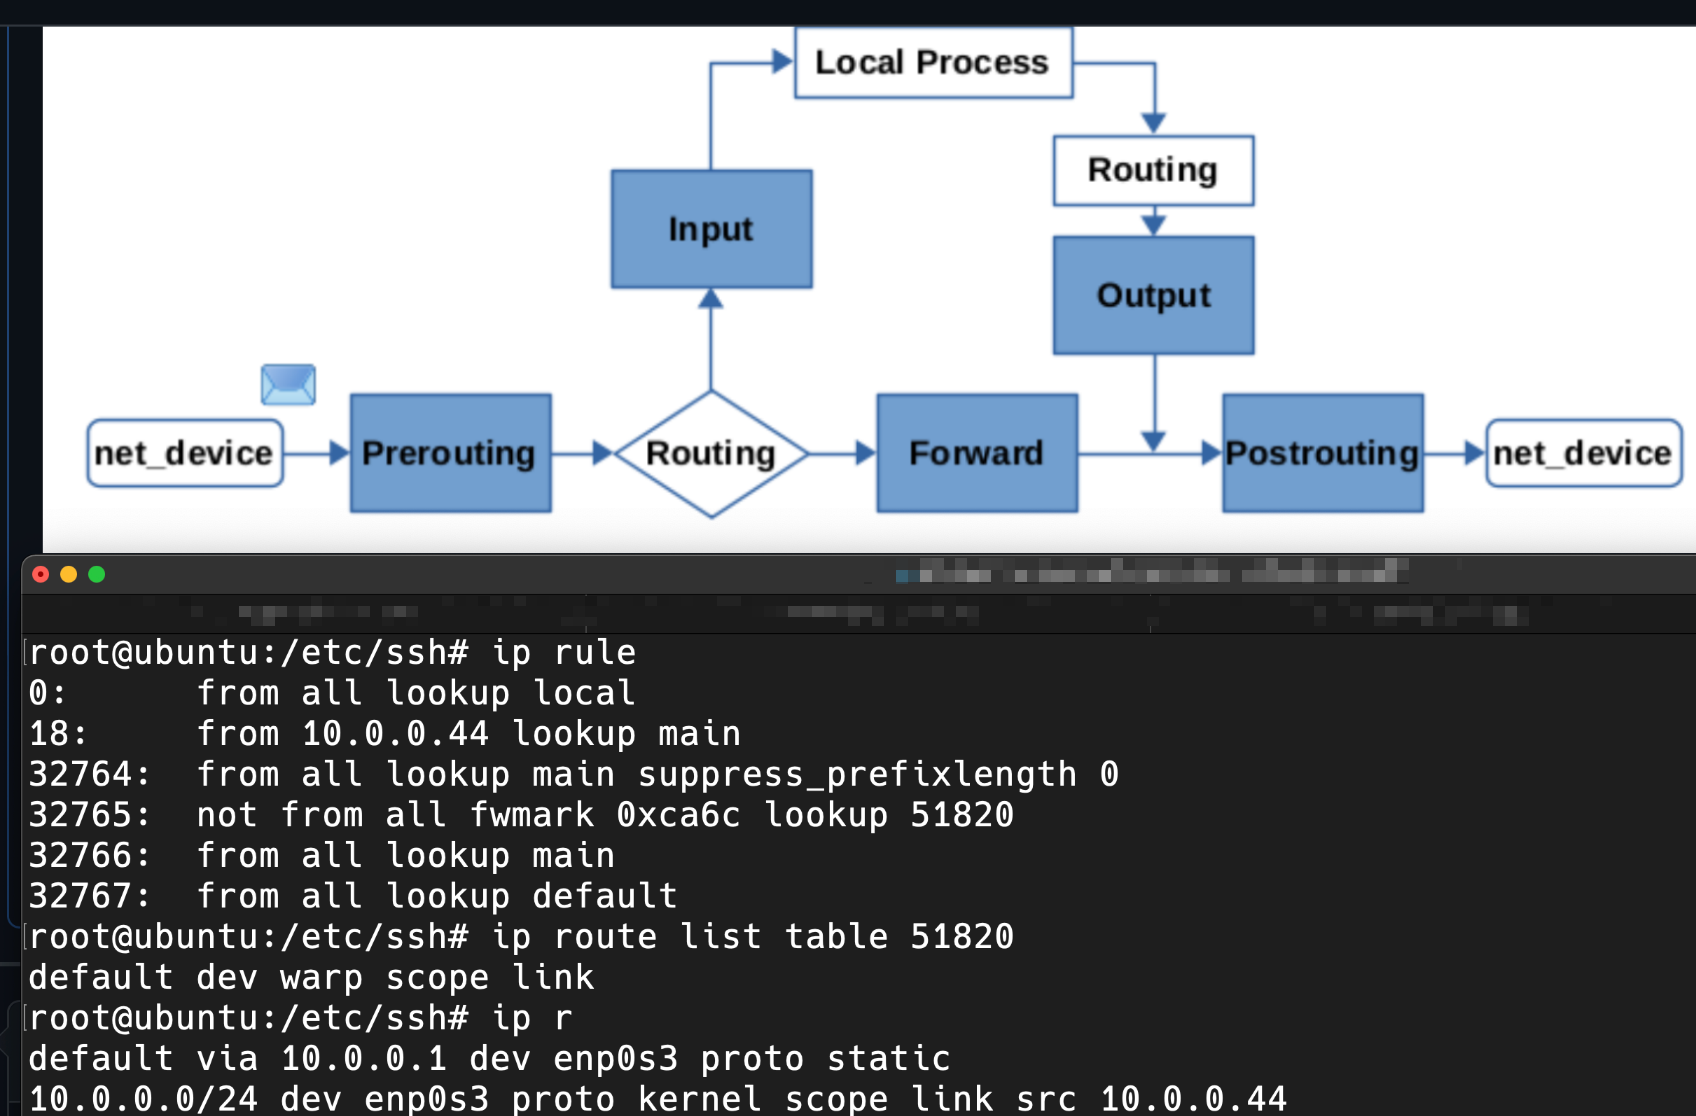 Local Process
Routing
Input
Output
net_device
Prerouting
Routing
Forward
Postrouting
net_device
root@ubuntu:/etc/ssh# ip rule
0:      from all lookup local
18:     from 10.0.0.44 lookup main
32764:  from all lookup main suppress_prefixlength 0
32765:  not from all fwmark 0xca6c lookup 51820
32766:  from all lookup main
32767:  from all lookup default
root@ubuntu:/etc/ssh# ip route list table 51820
default dev warp scope link
root@ubuntu:/etc/ssh# ip r
default via 10.0.0.1 dev enp0s3 proto static
10.0.0.0/24 dev enp0s3 proto kernel scope link src 10.0.0.44